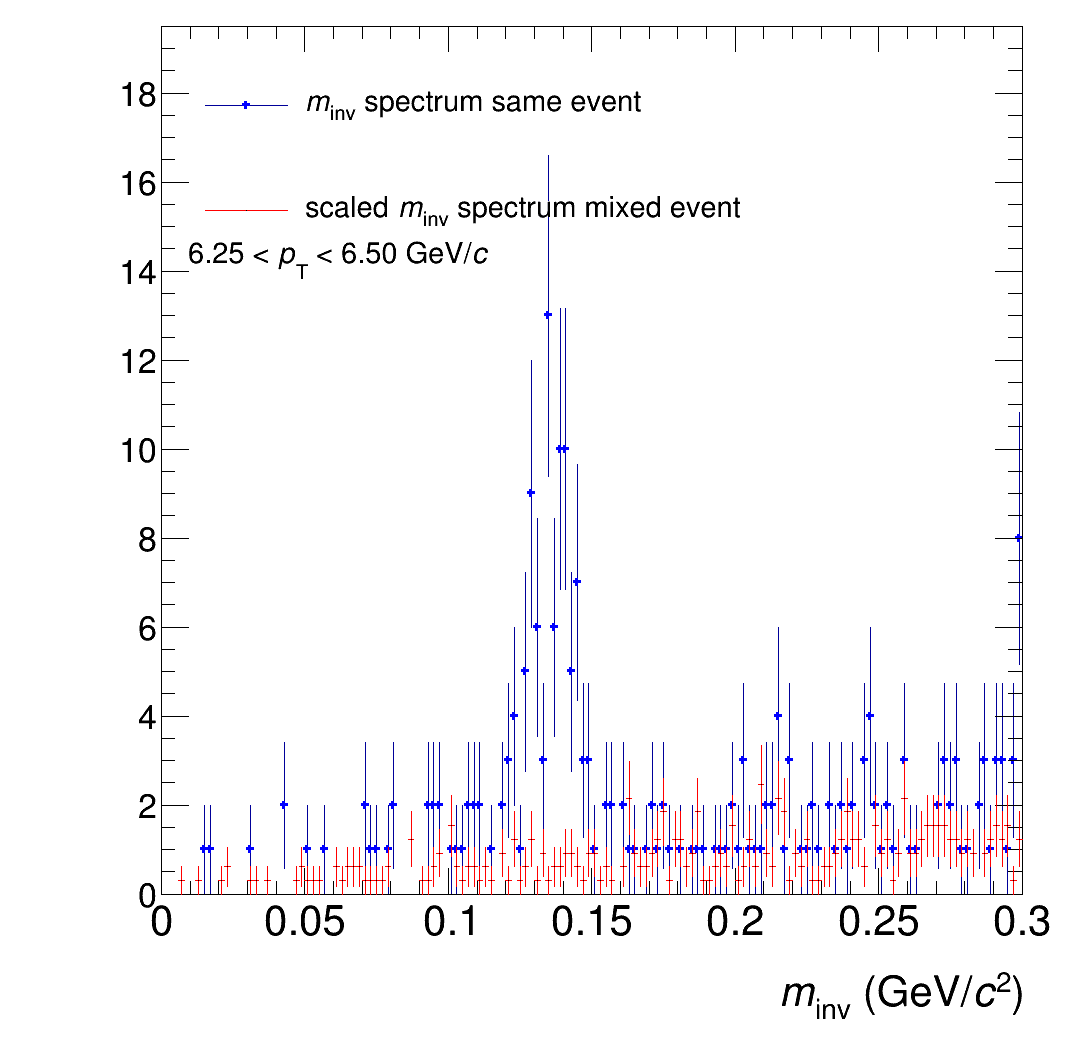 18
m_inv spectrum same event
16
scaled m_inv spectrum mixed event
6.25 < p_T < 6.50 GeV/c
14
12
10
8
6
4
2
0
0 0.05 0.1 0.15 0.2 0.25 0.3
m_inv (GeV/c²)